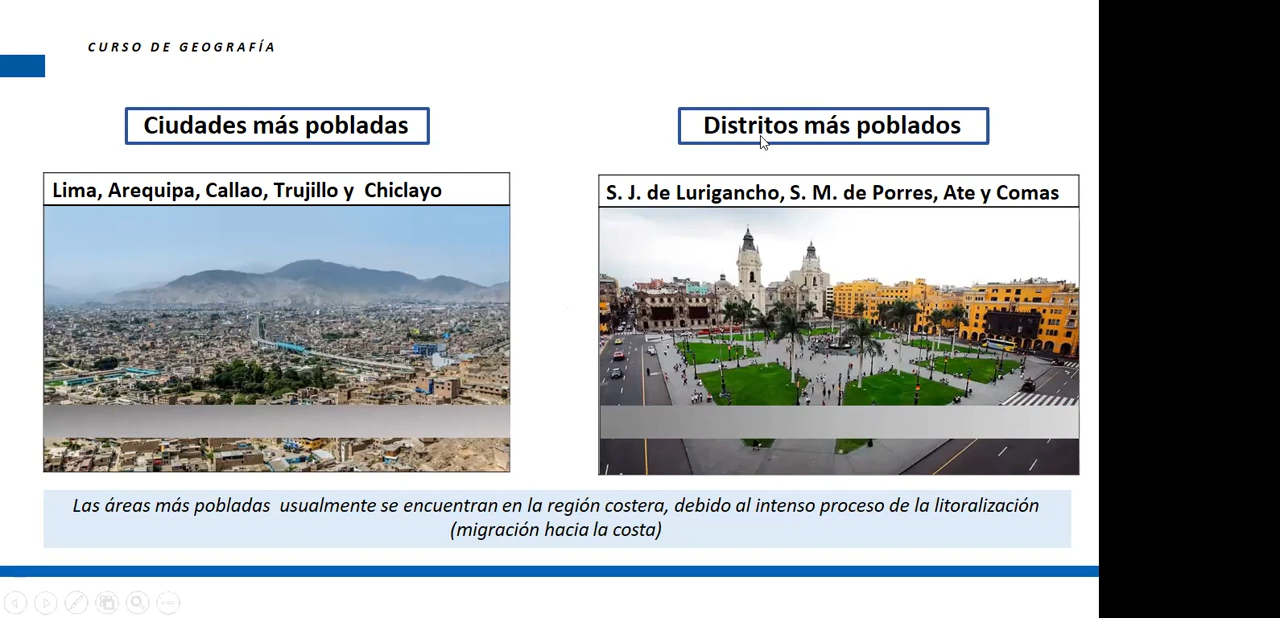 CURSO DE GEOGRAFÍA
Ciudades más pobladas
Lima, Arequipa, Callao, Trujillo y  Chiclayo
Distritos más poblados
S. J. de Lurigancho, S. M. de Porres, Ate y Comas
Las áreas más pobladas  usualmente se encuentran en la región costera, debido al intenso proceso de la litoralización
(migración hacia la costa)